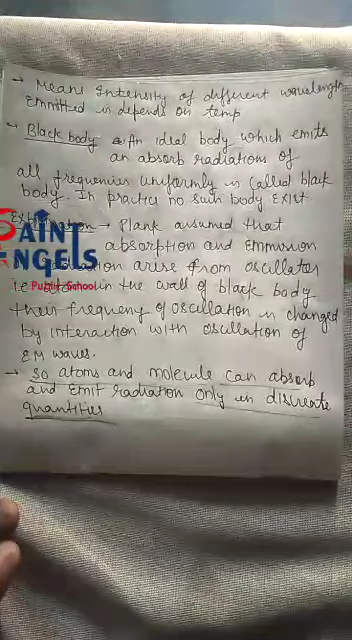 → Means intensity of different wavelength
Emmitted is depends on temp
→ Black body → An ideal body which emits
an absorb radiations of
all frequencies uniformly is called black
body. In practice no such body Exist.
→ Plank assumed that
absorption and Emmision
arise from oscillator
ie in the wall of black body
their frequeny of oscillation is changed
by interaction with oscillation of
EM waves.
→ so atoms and molecule can absorb
and Emit radiation only in discreate
quantities
SAINT
ANGELS
Public School